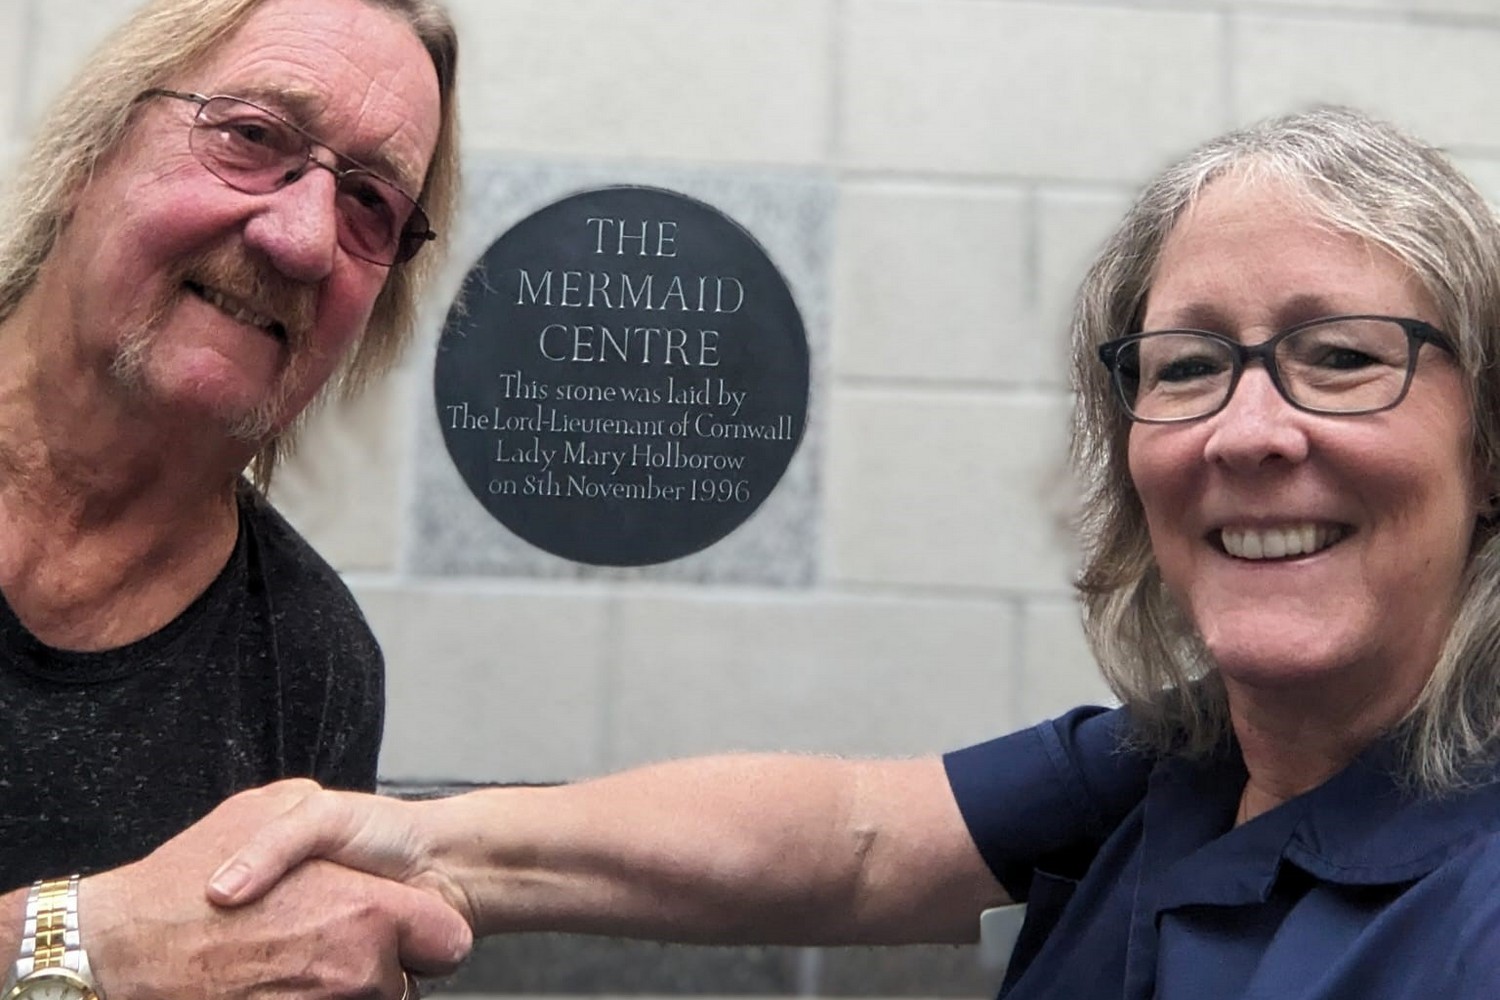 THE
MERMAID
CENTRE
This stone was laid by
The Lord-Lieutenant of Cornwall
Lady Mary Holborow
on 8th November 1996